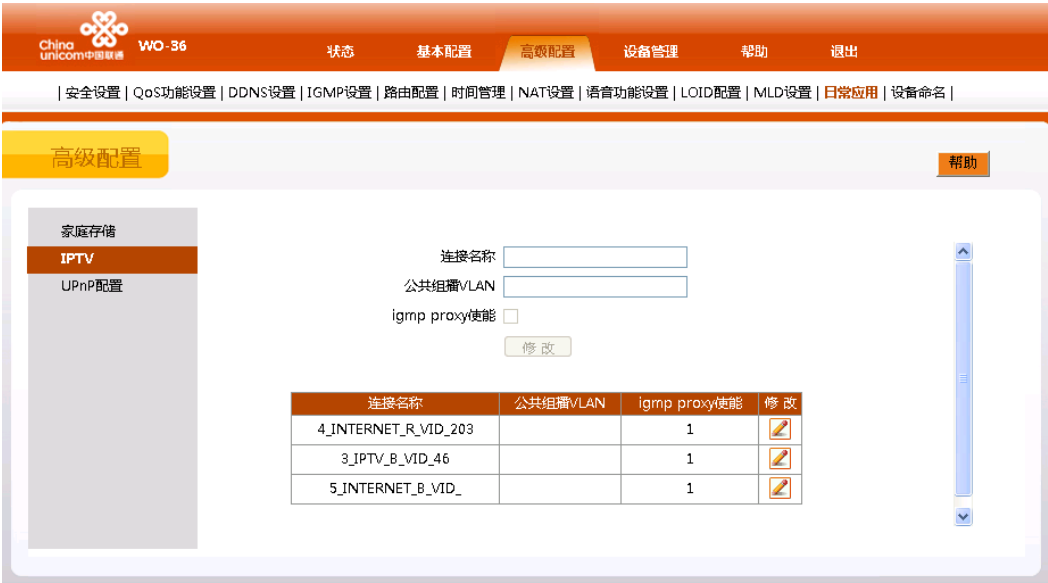 China
unicom中国联通
WO-36
状态 基本配置 高级配置 设备管理 帮助 退出
| 安全设置 | QoS功能设置 | DDNS设置 | IGMP设置 | 路由配置 | 时间管理 | NAT设置 | 语音功能设置 | LOID配置 | MLD设置 | 日常应用 | 设备命名 |
高级配置
帮助
家庭存储
IPTV
UPnP配置
连接名称
公共组播VLAN
igmp proxy使能
修 改
连接名称 公共组播VLAN igmp proxy使能 修 改
4_INTERNET_R_VID_203 1
3_IPTV_B_VID_46 1
5_INTERNET_B_VID_ 1